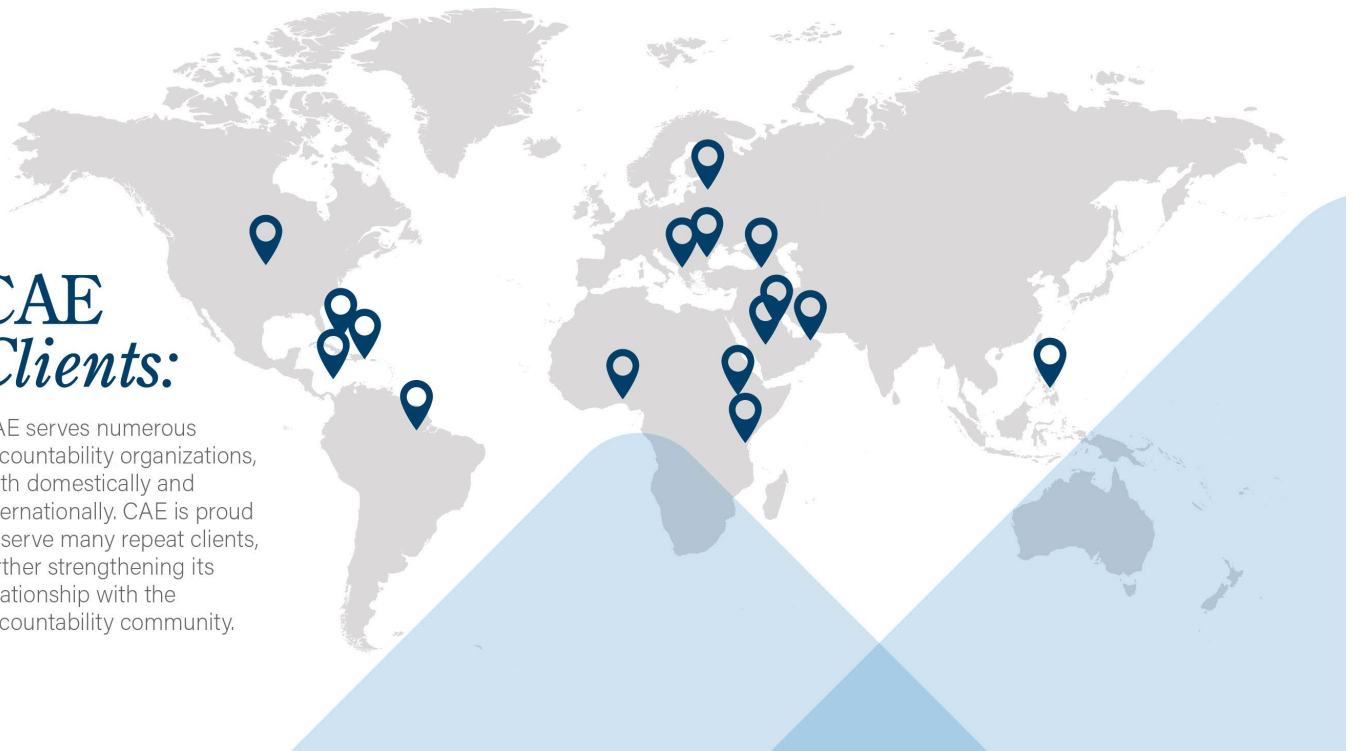 CAE
Clients:
AE serves numerous
countability organizations,
th domestically and
ernationally. CAE is proud
serve many repeat clients,
rther strengthening its
ationship with the
countability community.